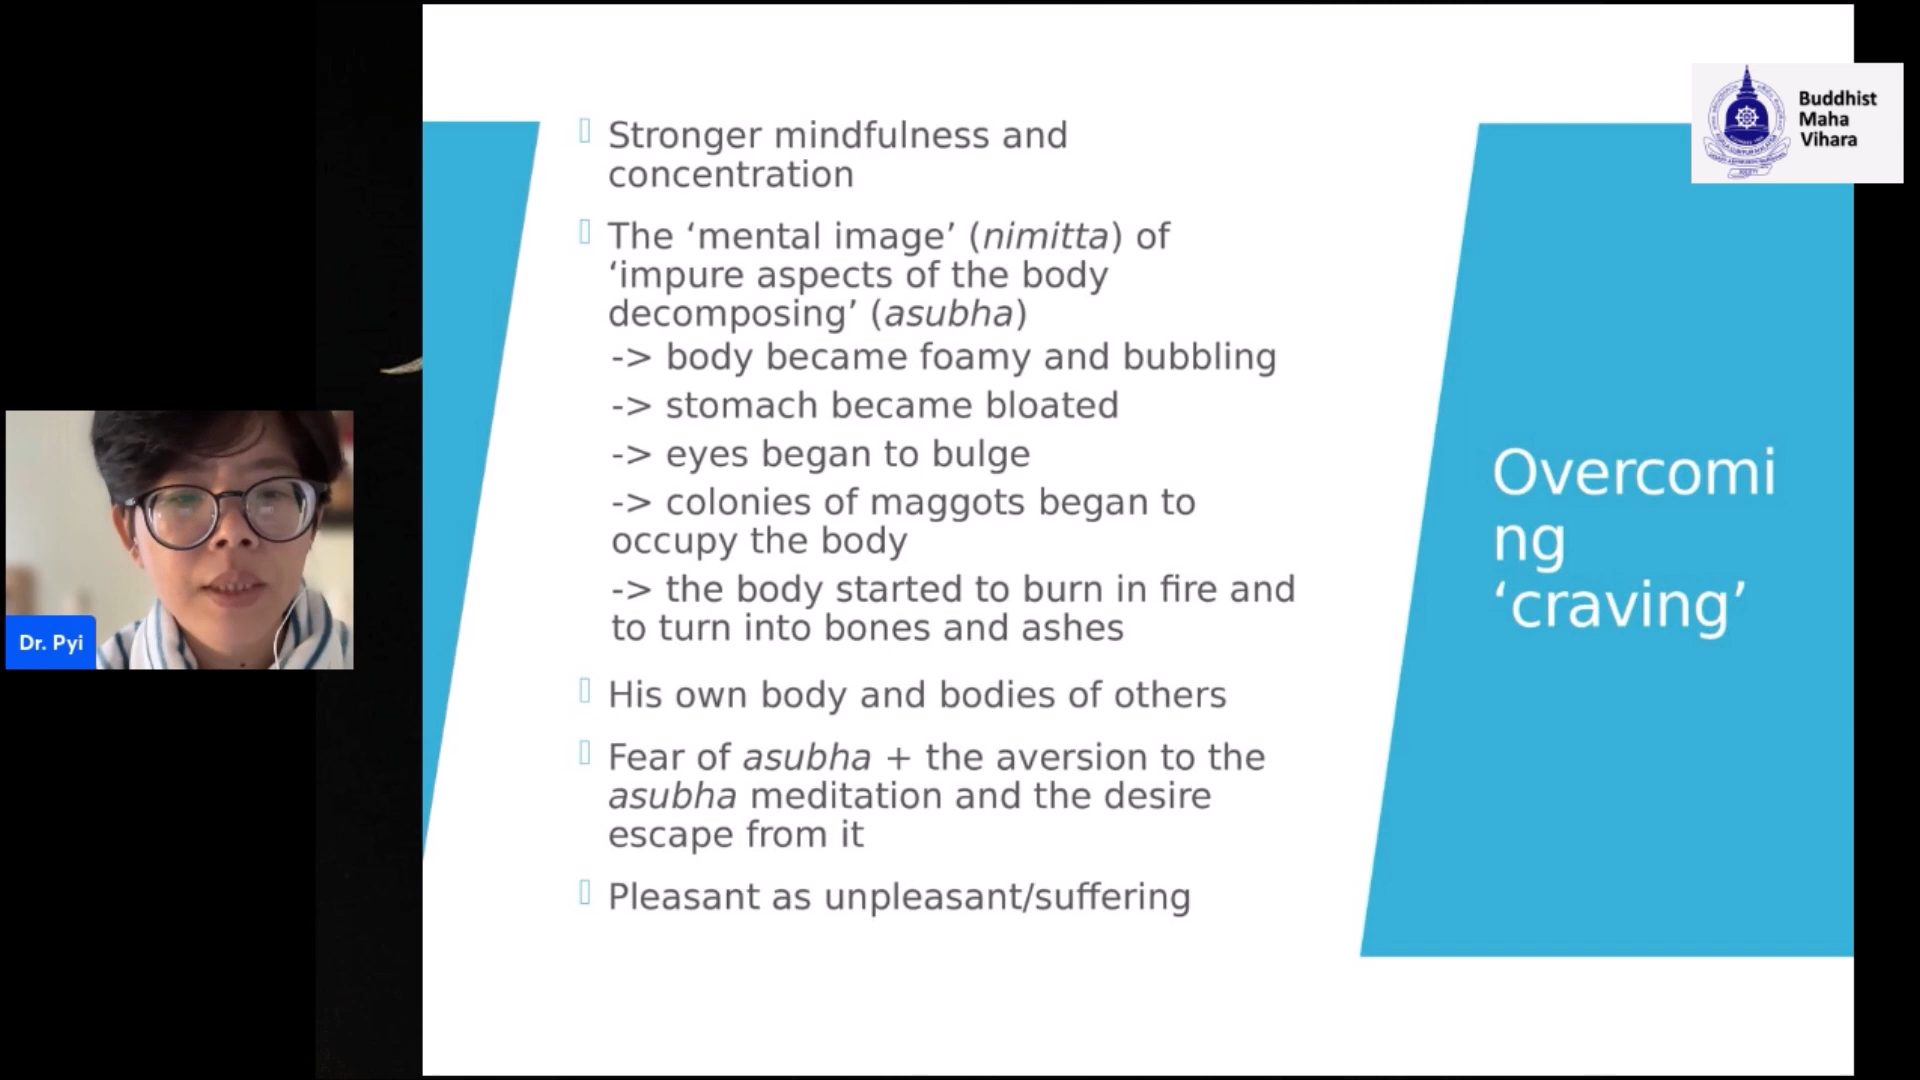 Stronger mindfulness and
concentration
The ‘mental image’ (nimitta) of
‘impure aspects of the body
decomposing’ (asubha)
-> body became foamy and bubbling
-> stomach became bloated
-> eyes began to bulge
-> colonies of maggots began to
occupy the body
-> the body started to burn in fire and
to turn into bones and ashes
His own body and bodies of others
Fear of asubha + the aversion to the
asubha meditation and the desire
escape from it
Pleasant as unpleasant/suffering
Overcomi
ng
‘craving’
Buddhist
Maha
Vihara
Dr. Pyi